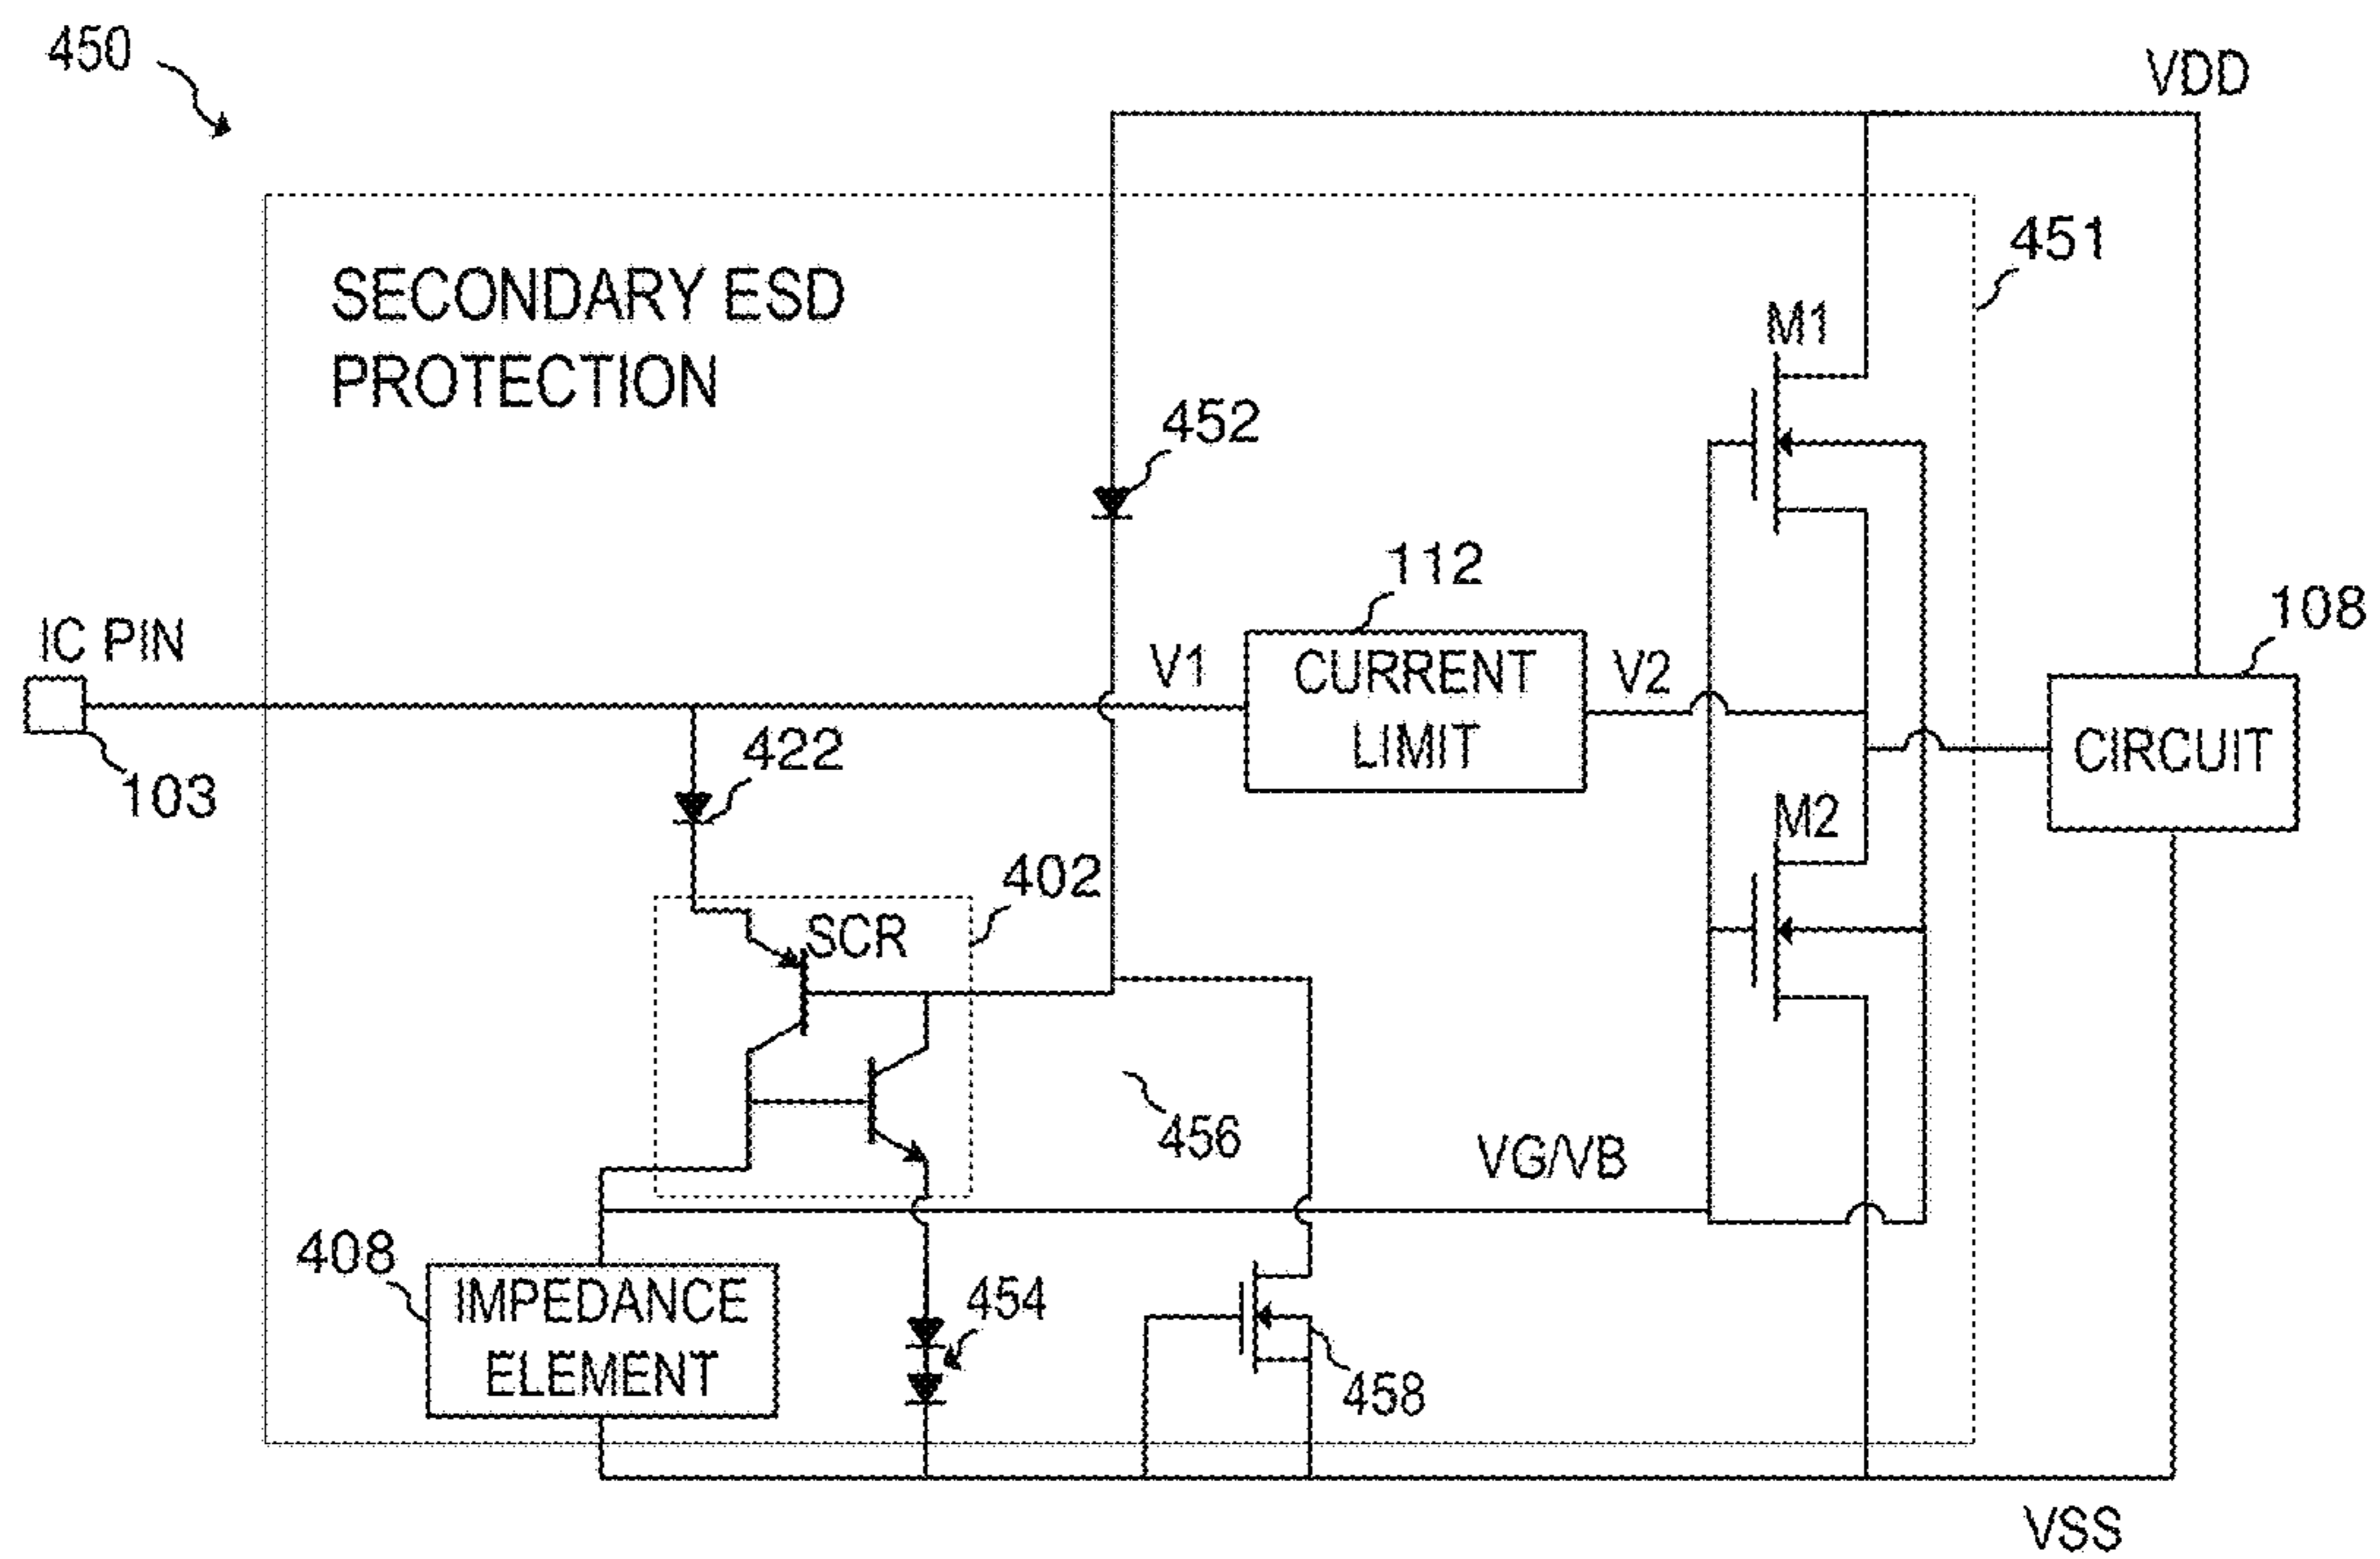 450
VDD
SECONDARY ESD
PROTECTION
451
M1
452
112
108
IC PIN
V1
CURRENT
LIMIT
V2
CIRCUIT
103
422
M2
402
SCR
456
VG/VB
408
IMPEDANCE
ELEMENT
454
458
VSS